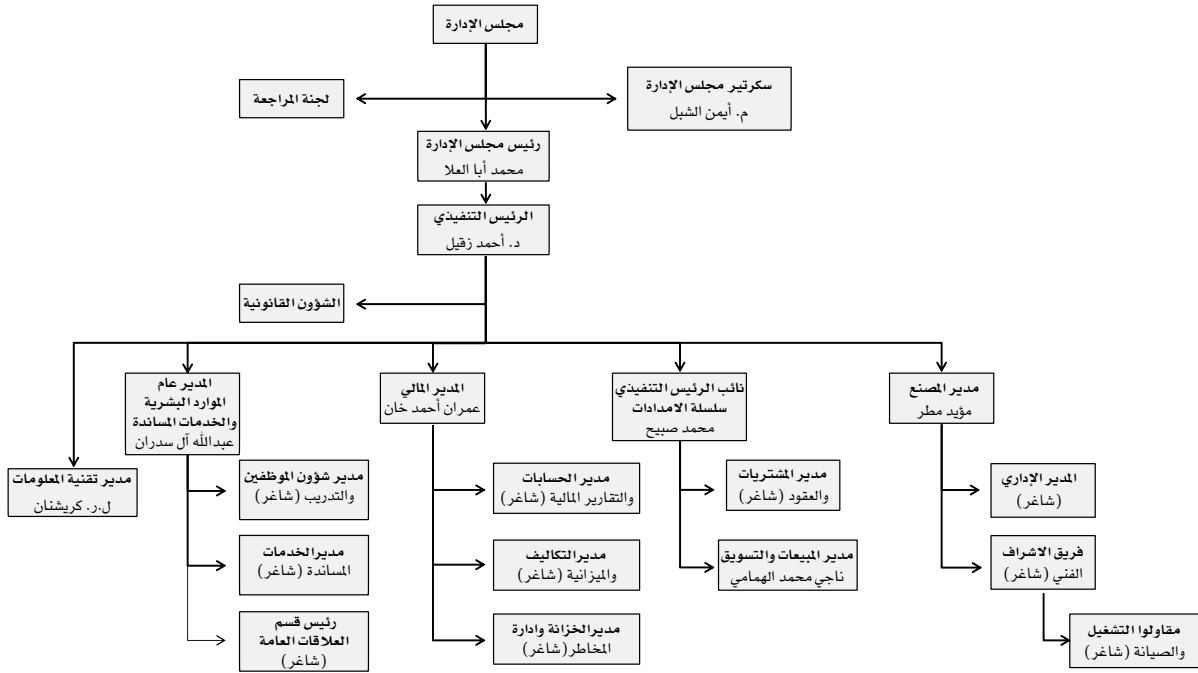 مجلس الإدارة
سكرتير مجلس الإدارة
م. أيمن الشبل
لجنة المراجعة
رئيس مجلس الإدارة
محمد أبا العلا
الرئيس التنفيذي
د. أحمد زقيل
الشؤون القانونية
مدير المصنع
مؤيد مطر
نائب الرئيس التنفيذي
سلسلة الامدادات
محمد صبيح
المدير المالي
عمران أحمد خان
المدير عام
الموارد البشرية
والخدمات المساندة
عبدالله آل سدران
مدير تقنية المعلومات
ل.ر. كريشنان
المدير الإداري
(شاغر)
فريق الاشراف
الفني (شاغر)
مقاولوا التشغيل
والصيانة (شاغر)
مدير المشتريات
والعقود (شاغر)
مدير المبيعات والتسويق
ناجي محمد الهمامي
مدير الحسابات
والتقارير المالية (شاغر)
مديرالتكاليف
والميزانية (شاغر)
مديرالخزانة وادارة
المخاطر(شاغر)
مدير شؤون الموظفين
والتدريب (شاغر)
مديرالخدمات
المساندة (شاغر)
رئيس قسم
العلاقات العامة
(شاغر)